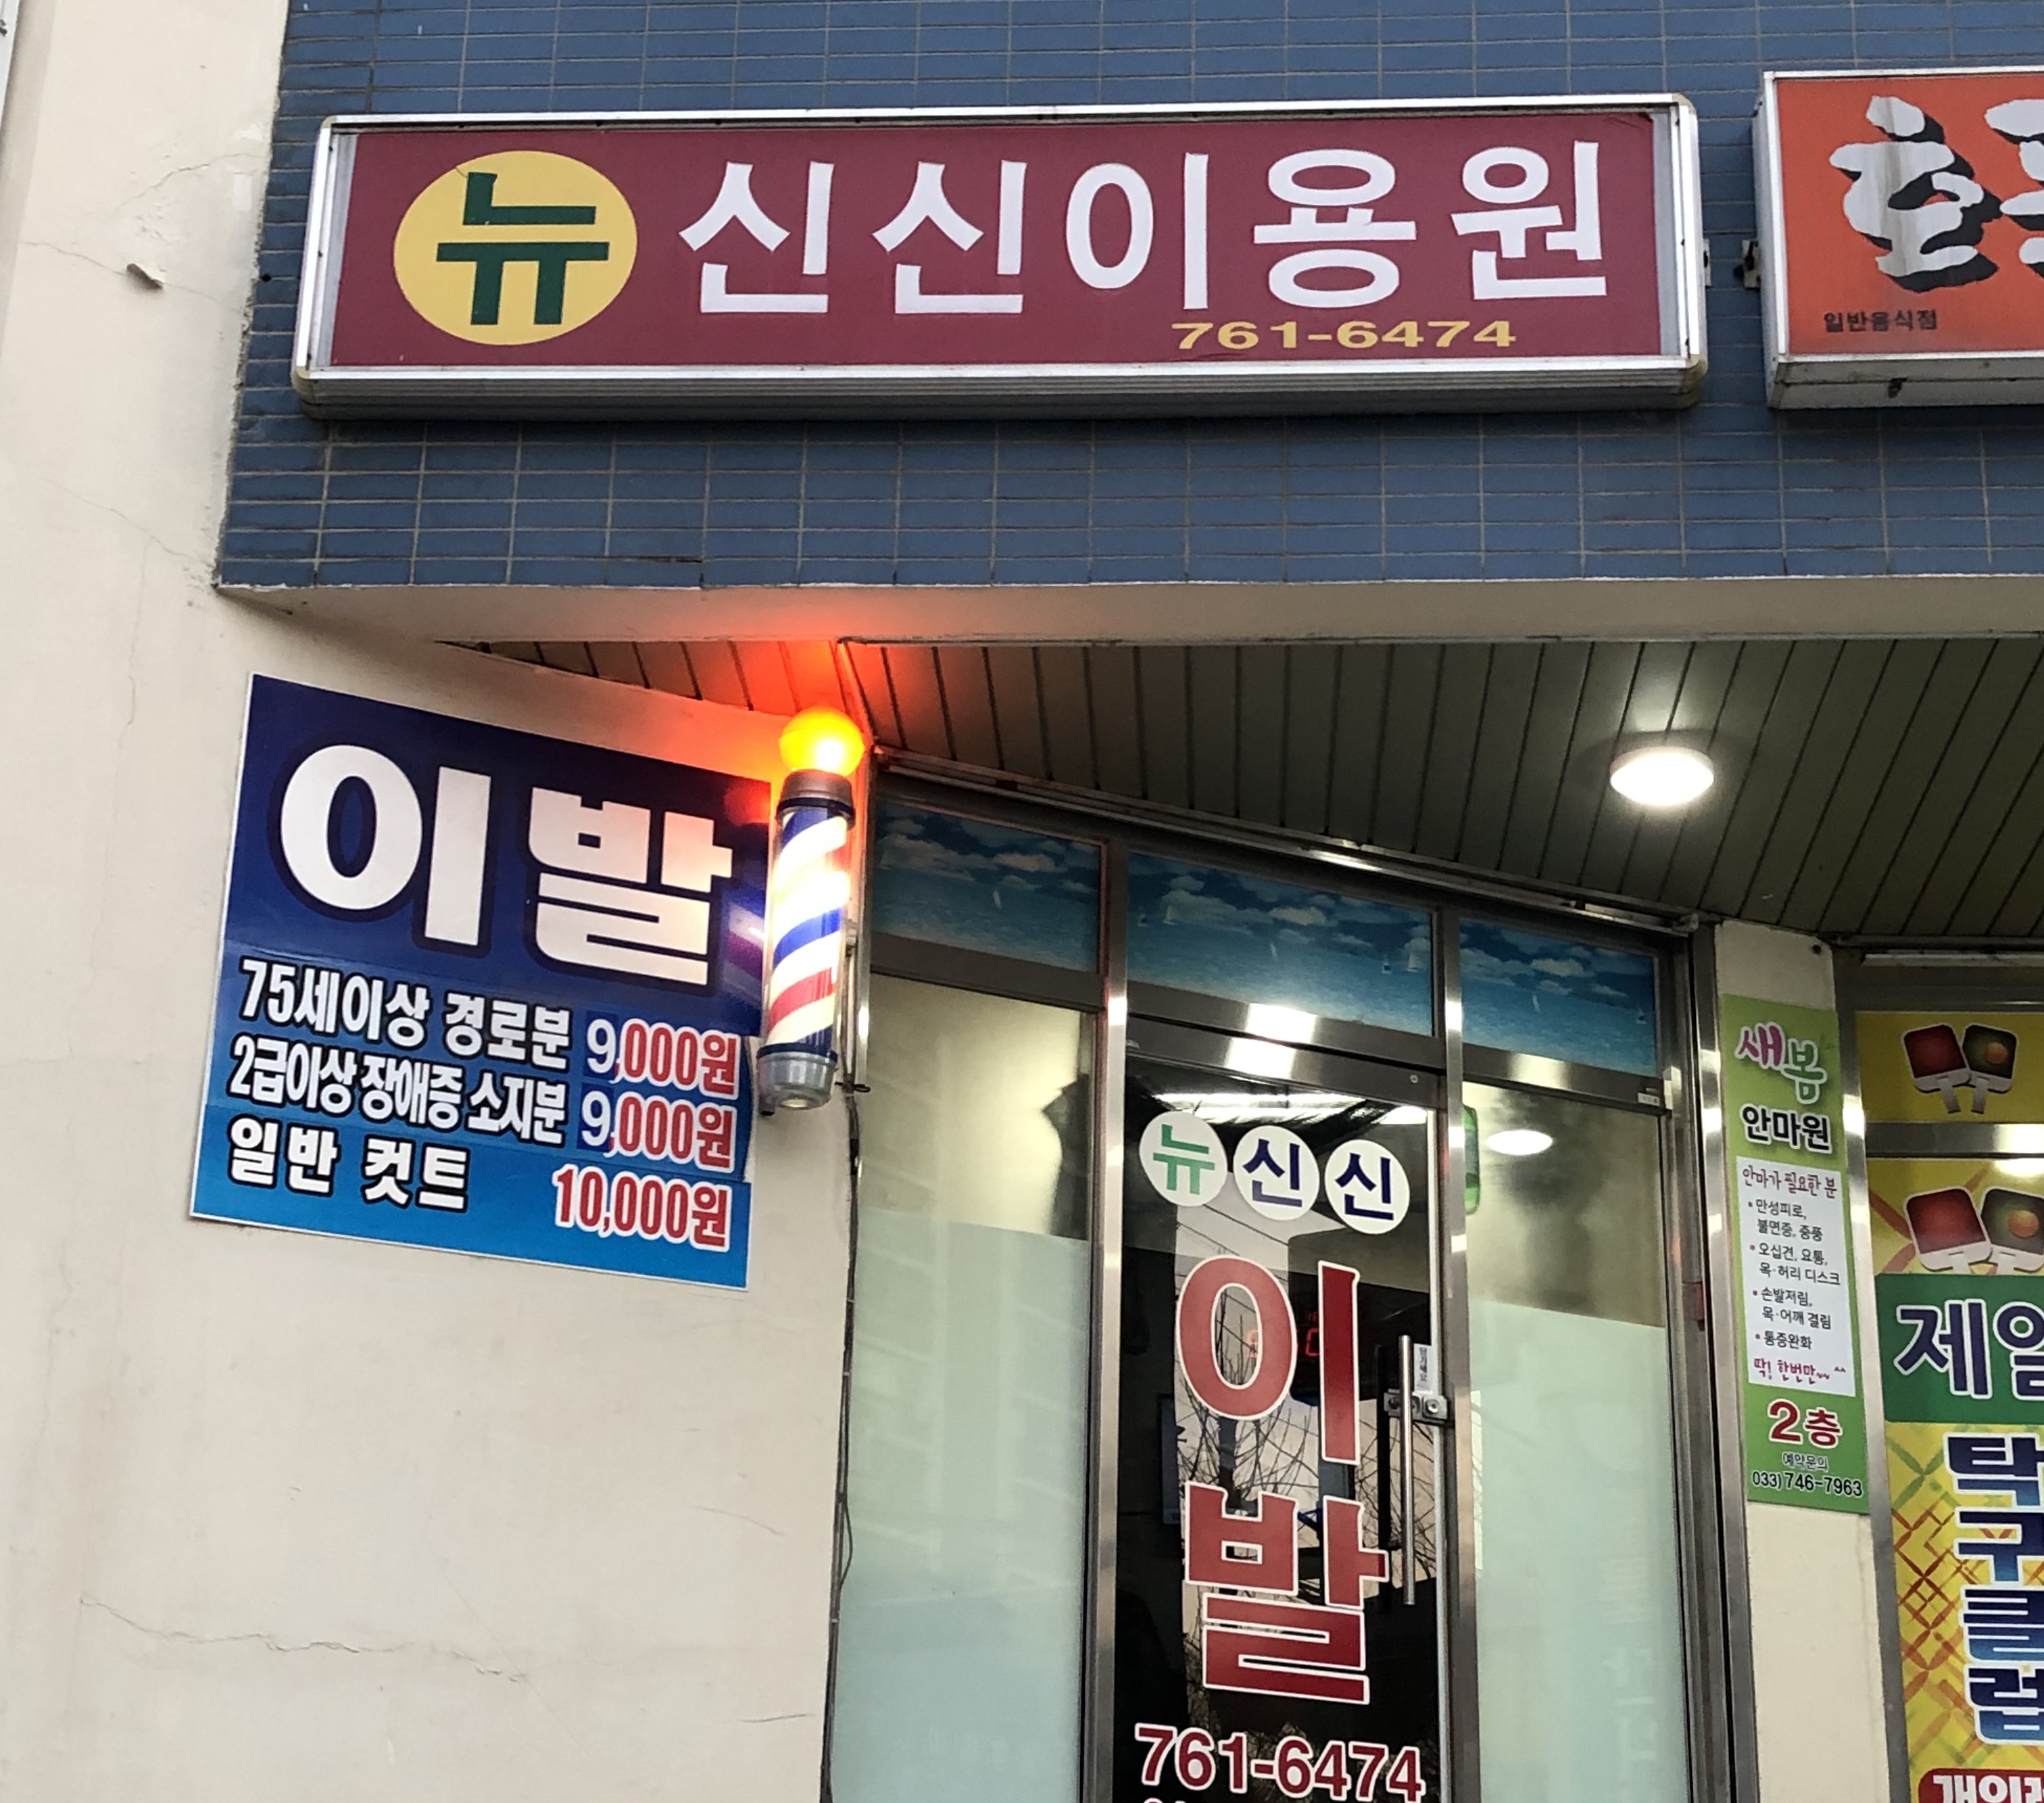 뉴 신신이용원
761-6474
일반음식점
이발
75세이상 경로분 9,000원
2급이상 장애증 소지분 9,000원
일반 컷트 10,000원
뉴신신
이발
761-6474
새봄
안마원
안마가 필요한 분
* 만성피로,
불면증, 중풍
* 오십견, 요통,
목·허리 디스크
* 손발저림,
목·어깨 결림
* 통증완화
딱! 한번만~~ ^^
2층
예약문의
033) 746-7963
제일
탁구클럽
개인레